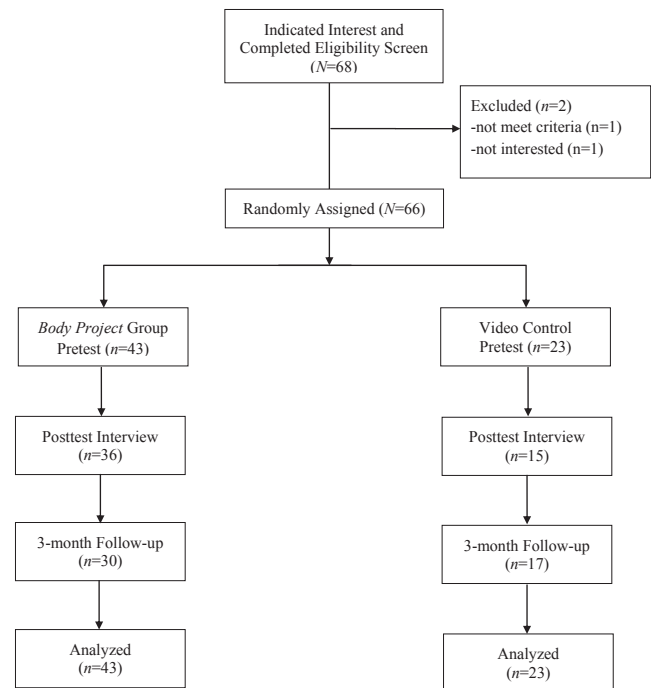 Indicated Interest and
Completed Eligibility Screen
(N=68)
Excluded (n=2)
-not meet criteria (n=1)
-not interested (n=1)
Randomly Assigned (N=66)
Body Project Group
Pretest (n=43)
Video Control
Pretest (n=23)
Posttest Interview
(n=36)
Posttest Interview
(n=15)
3-month Follow-up
(n=30)
3-month Follow-up
(n=17)
Analyzed
(n=43)
Analyzed
(n=23)